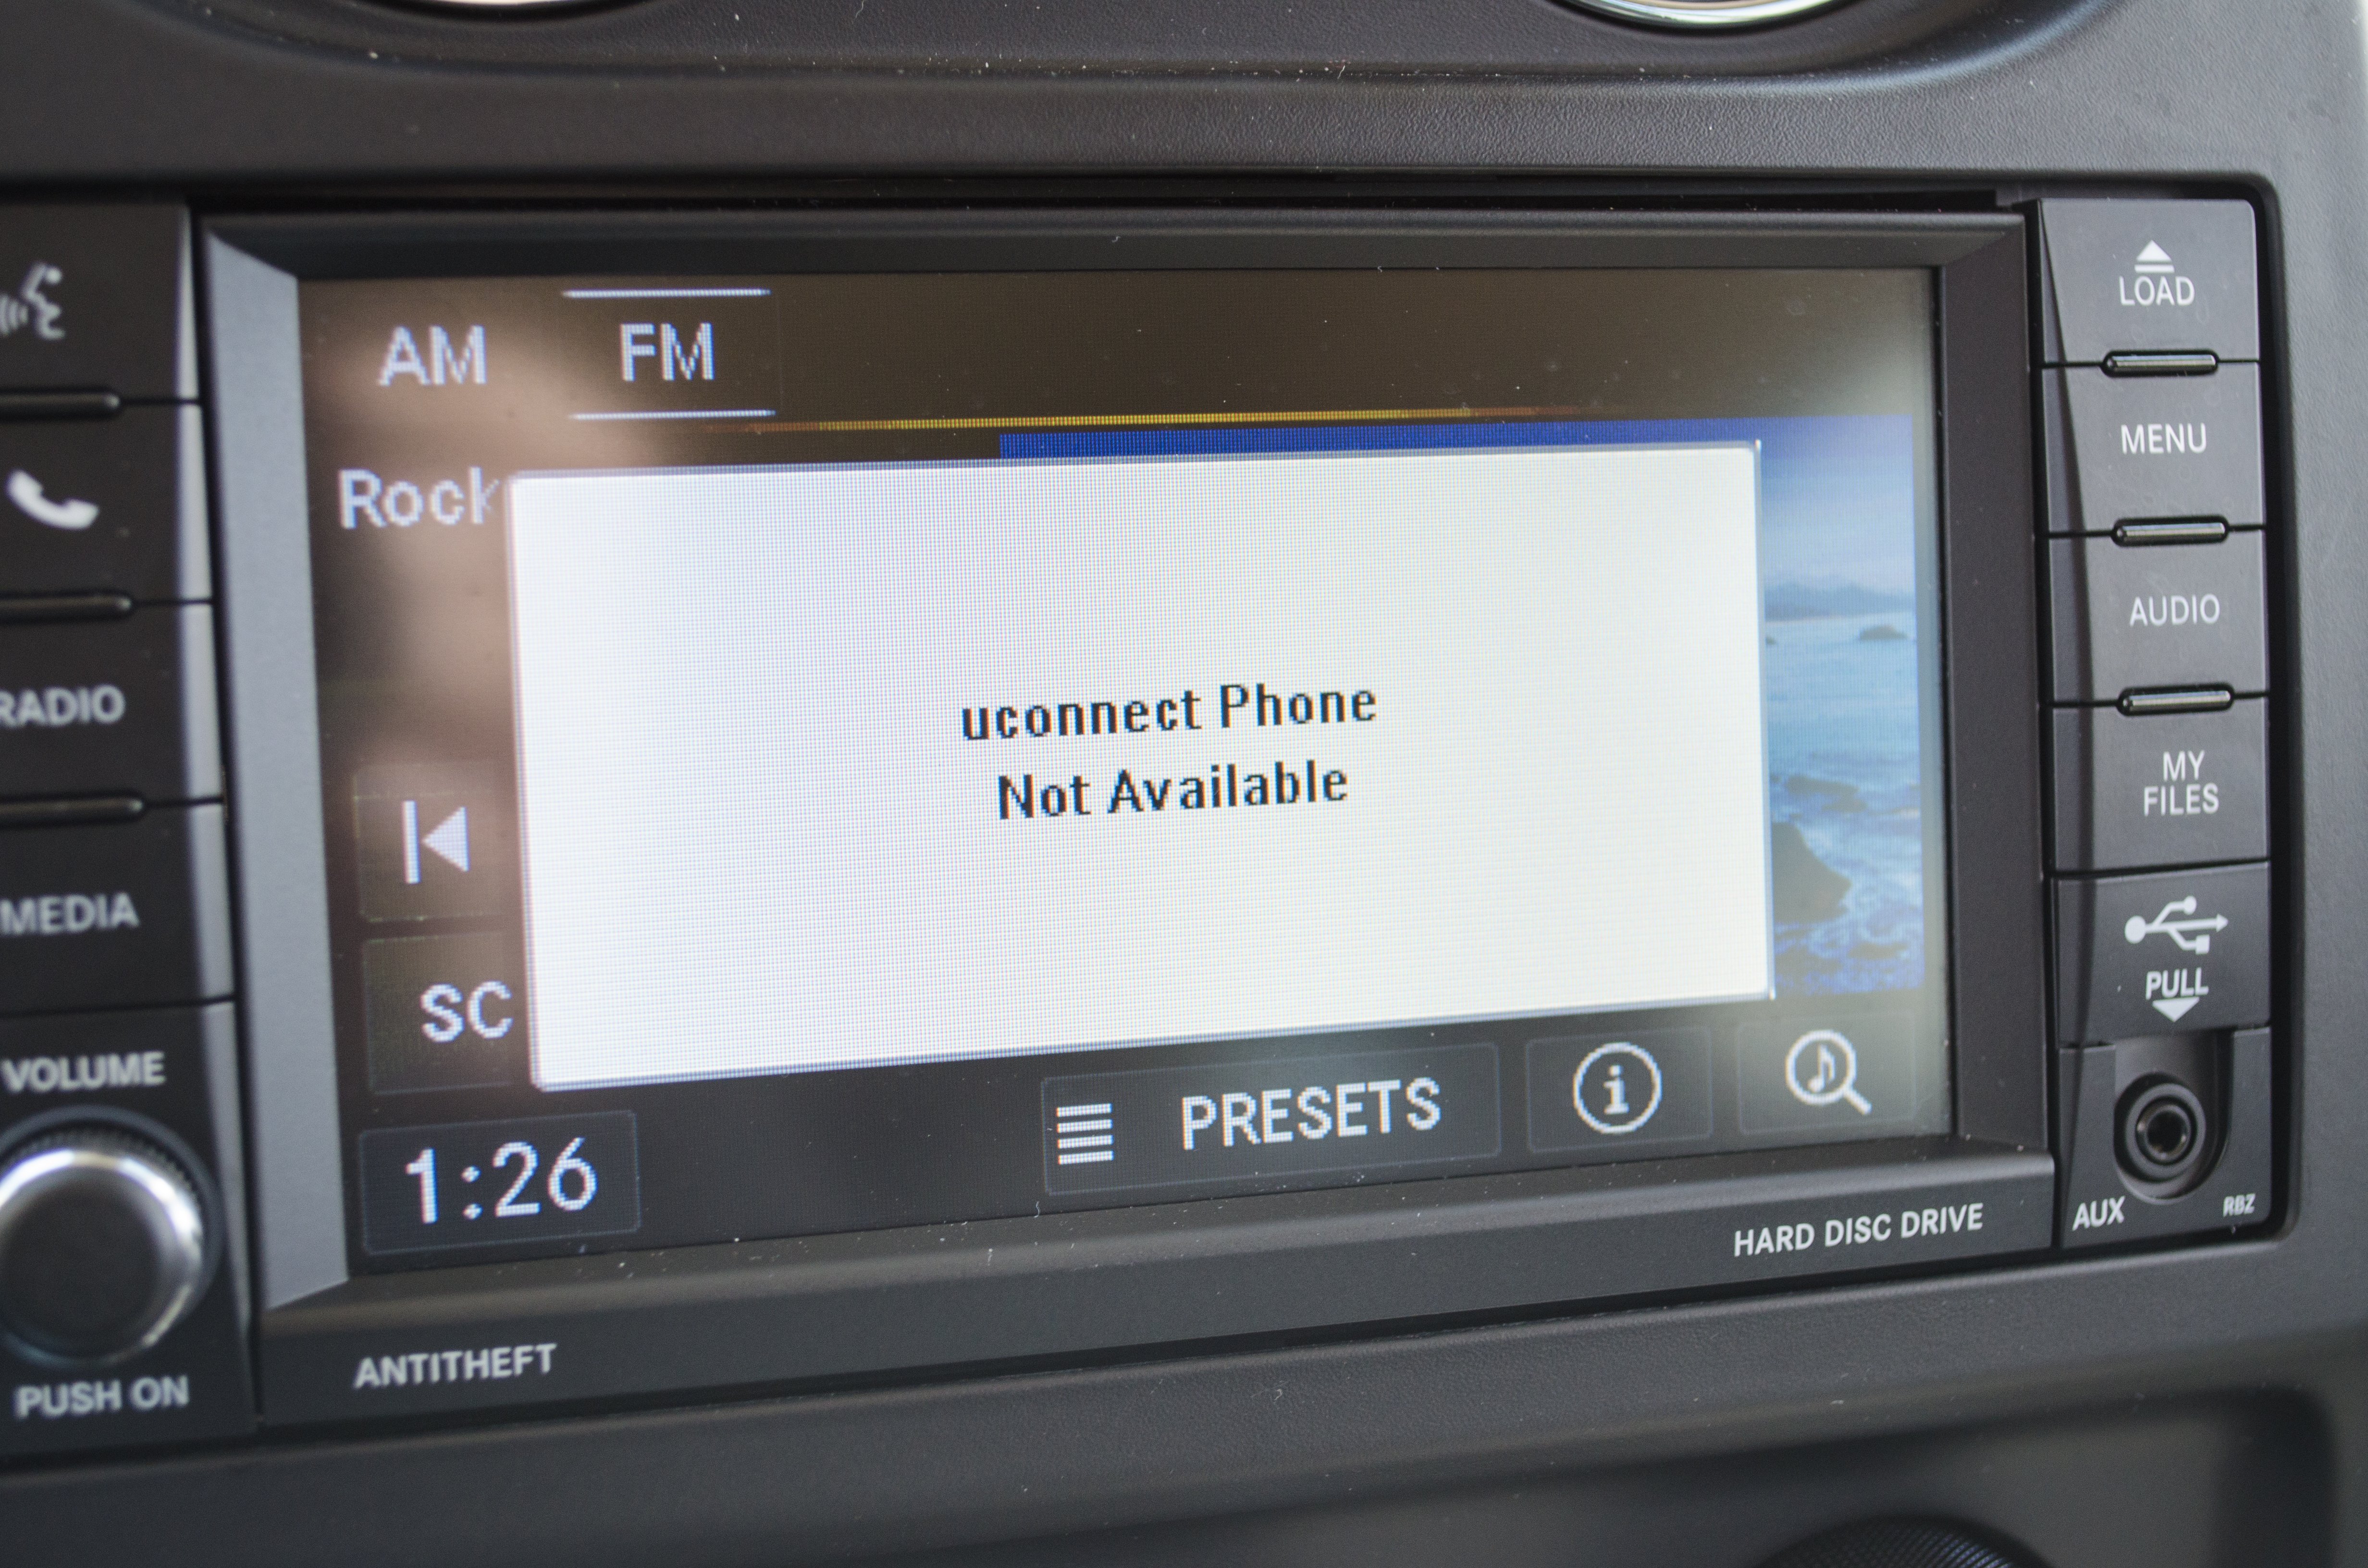 AM FM
Rock
uconnect Phone
Not Available
SC
1:26
PRESETS
i
RADIO
MEDIA
VOLUME
PUSH ON
ANTITHEFT
HARD DISC DRIVE
LOAD
MENU
AUDIO
MY
FILES
PULL
AUX RBZ